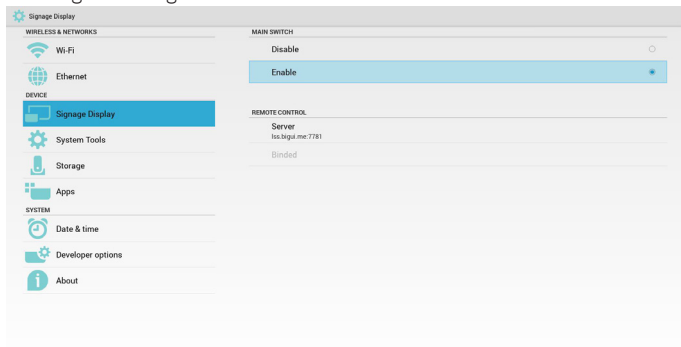 Signage Display
WIRELESS & NETWORKS
Wi-Fi
Ethernet
DEVICE
Signage Display
System Tools
Storage
Apps
SYSTEM
Date & time
Developer options
About
MAIN SWITCH
Disable
Enable
REMOTE CONTROL
Server
lss.bigui.me:7781
Binded